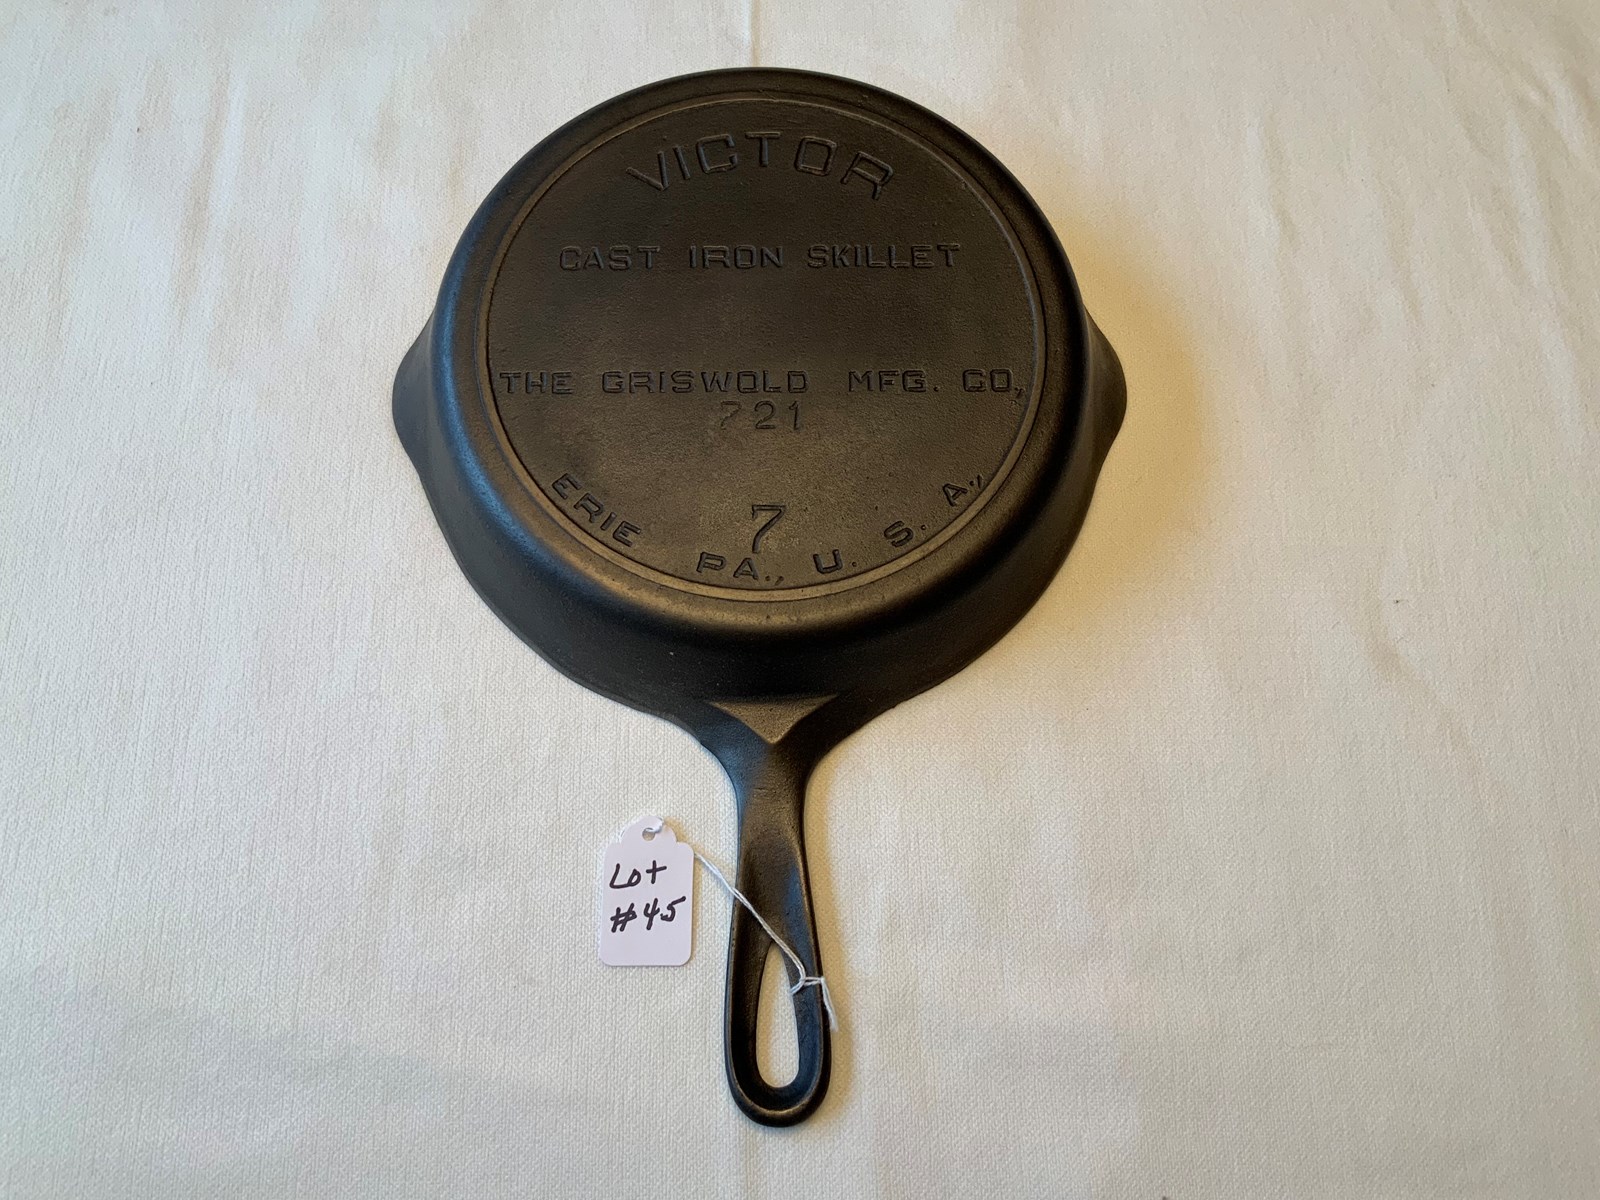 VICTOR
CAST IRON SKILLET
THE GRISWOLD MFG. CO.,
721
7
ERIE PA., U. S. A.,
Lot
#45